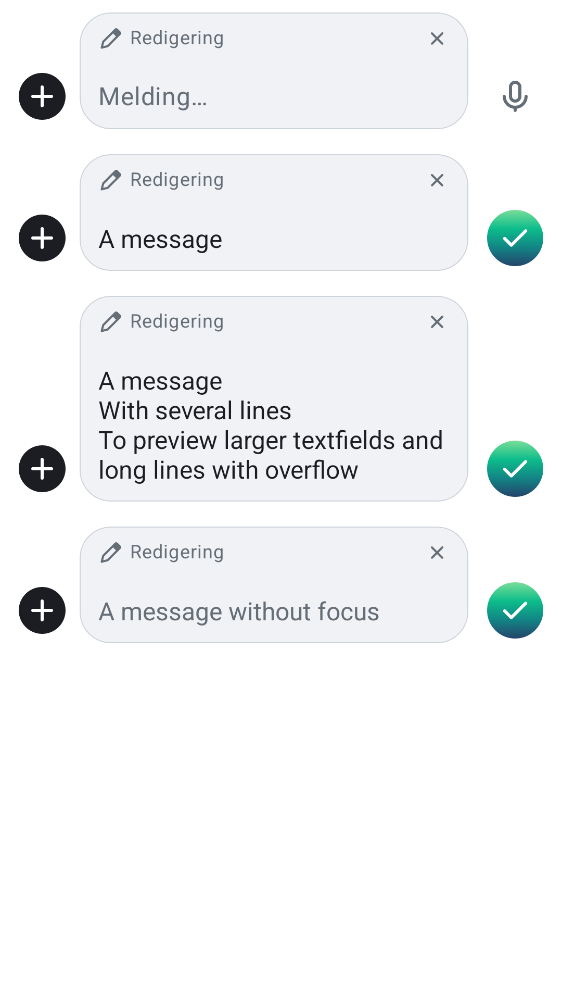 Redigering
Melding…
Redigering
A message
Redigering
A message
With several lines
To preview larger textfields and
long lines with overflow
Redigering
A message without focus